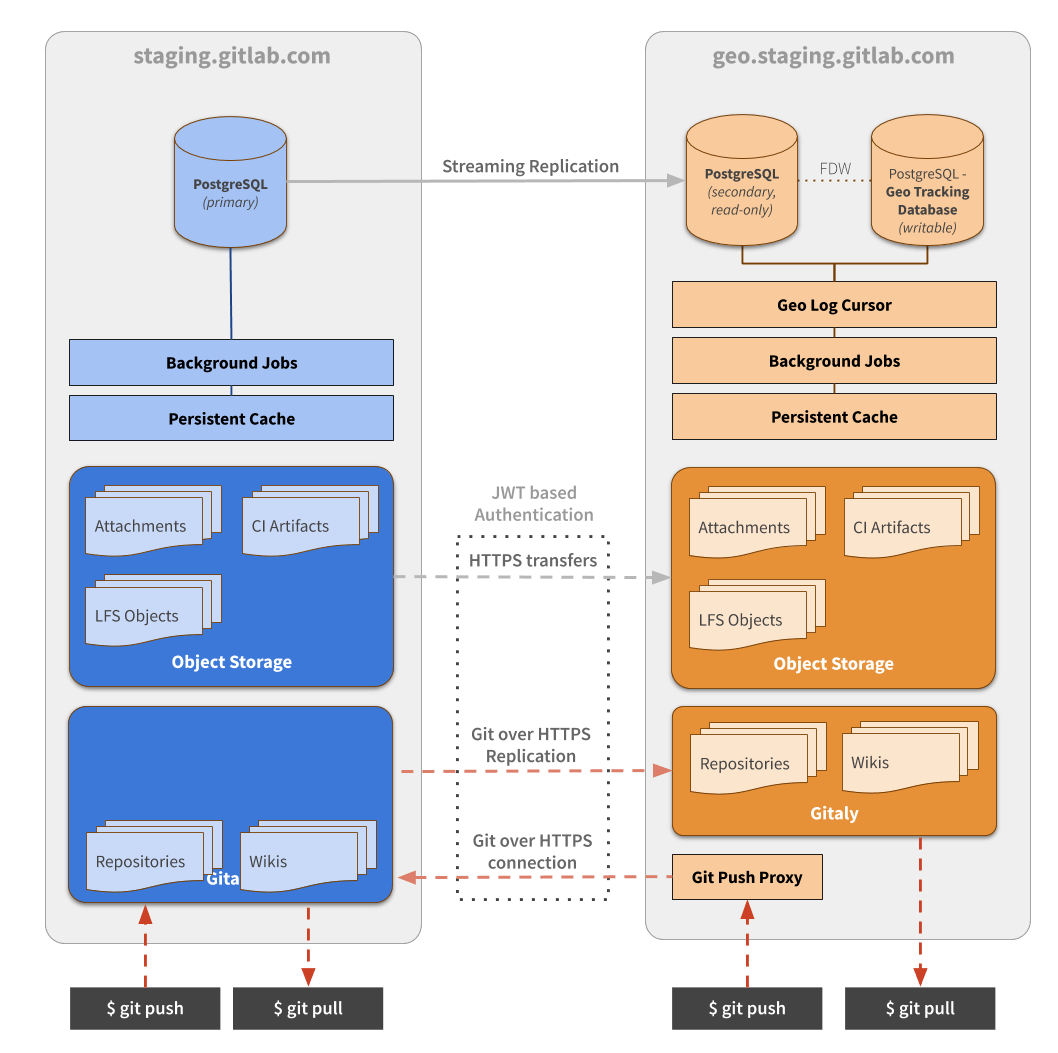 staging.gitlab.com
geo.staging.gitlab.com
PostgreSQL
(primary)
Streaming Replication
PostgreSQL
(secondary,
read-only)
FDW
PostgreSQL -
Geo Tracking
Database
(writable)
Geo Log Cursor
Background Jobs
Background Jobs
Persistent Cache
Persistent Cache
Attachments
CI Artifacts
LFS Objects
Object Storage
JWT based
Authentication
HTTPS transfers
Attachments
CI Artifacts
LFS Objects
Object Storage
Git over HTTPS
Replication
Repositories
Wikis
Gitaly
Repositories
Wikis
Gita
Git over HTTPS
connection
Git Push Proxy
$ git push
$ git pull
$ git push
$ git pull